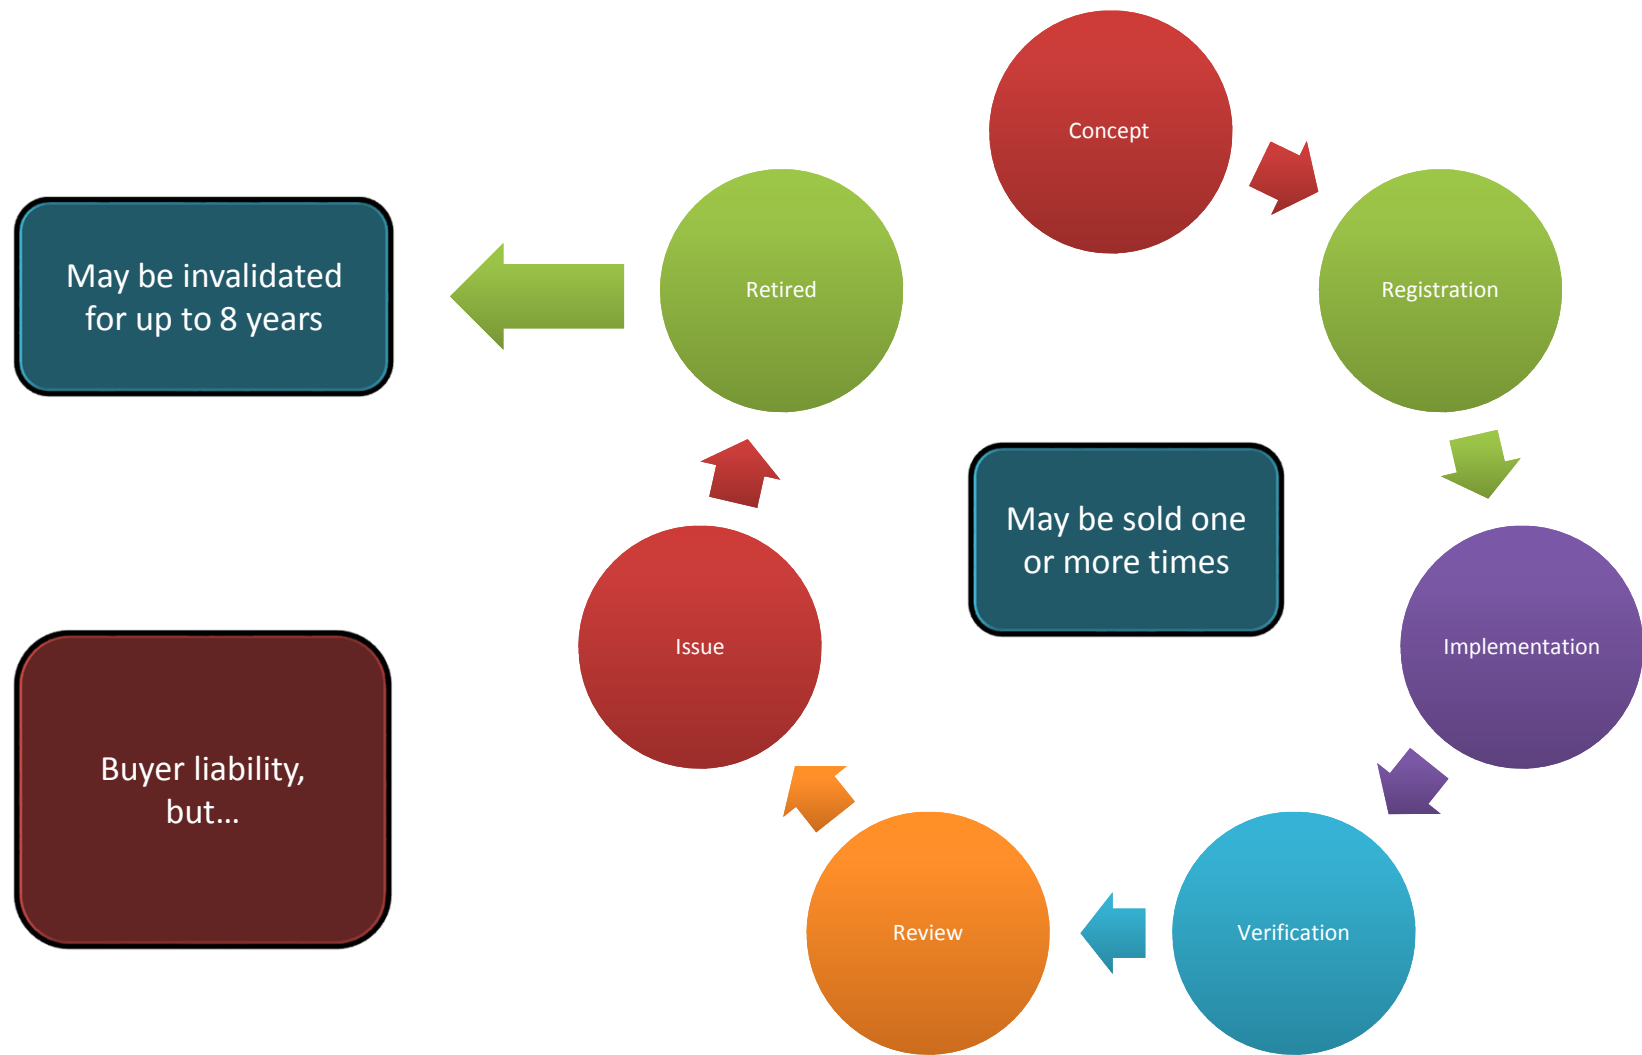 Concept
Registration
Implementation
Verification
Review
Issue
Retired
May be sold one
or more times
May be invalidated
for up to 8 years
Buyer liability,
but…